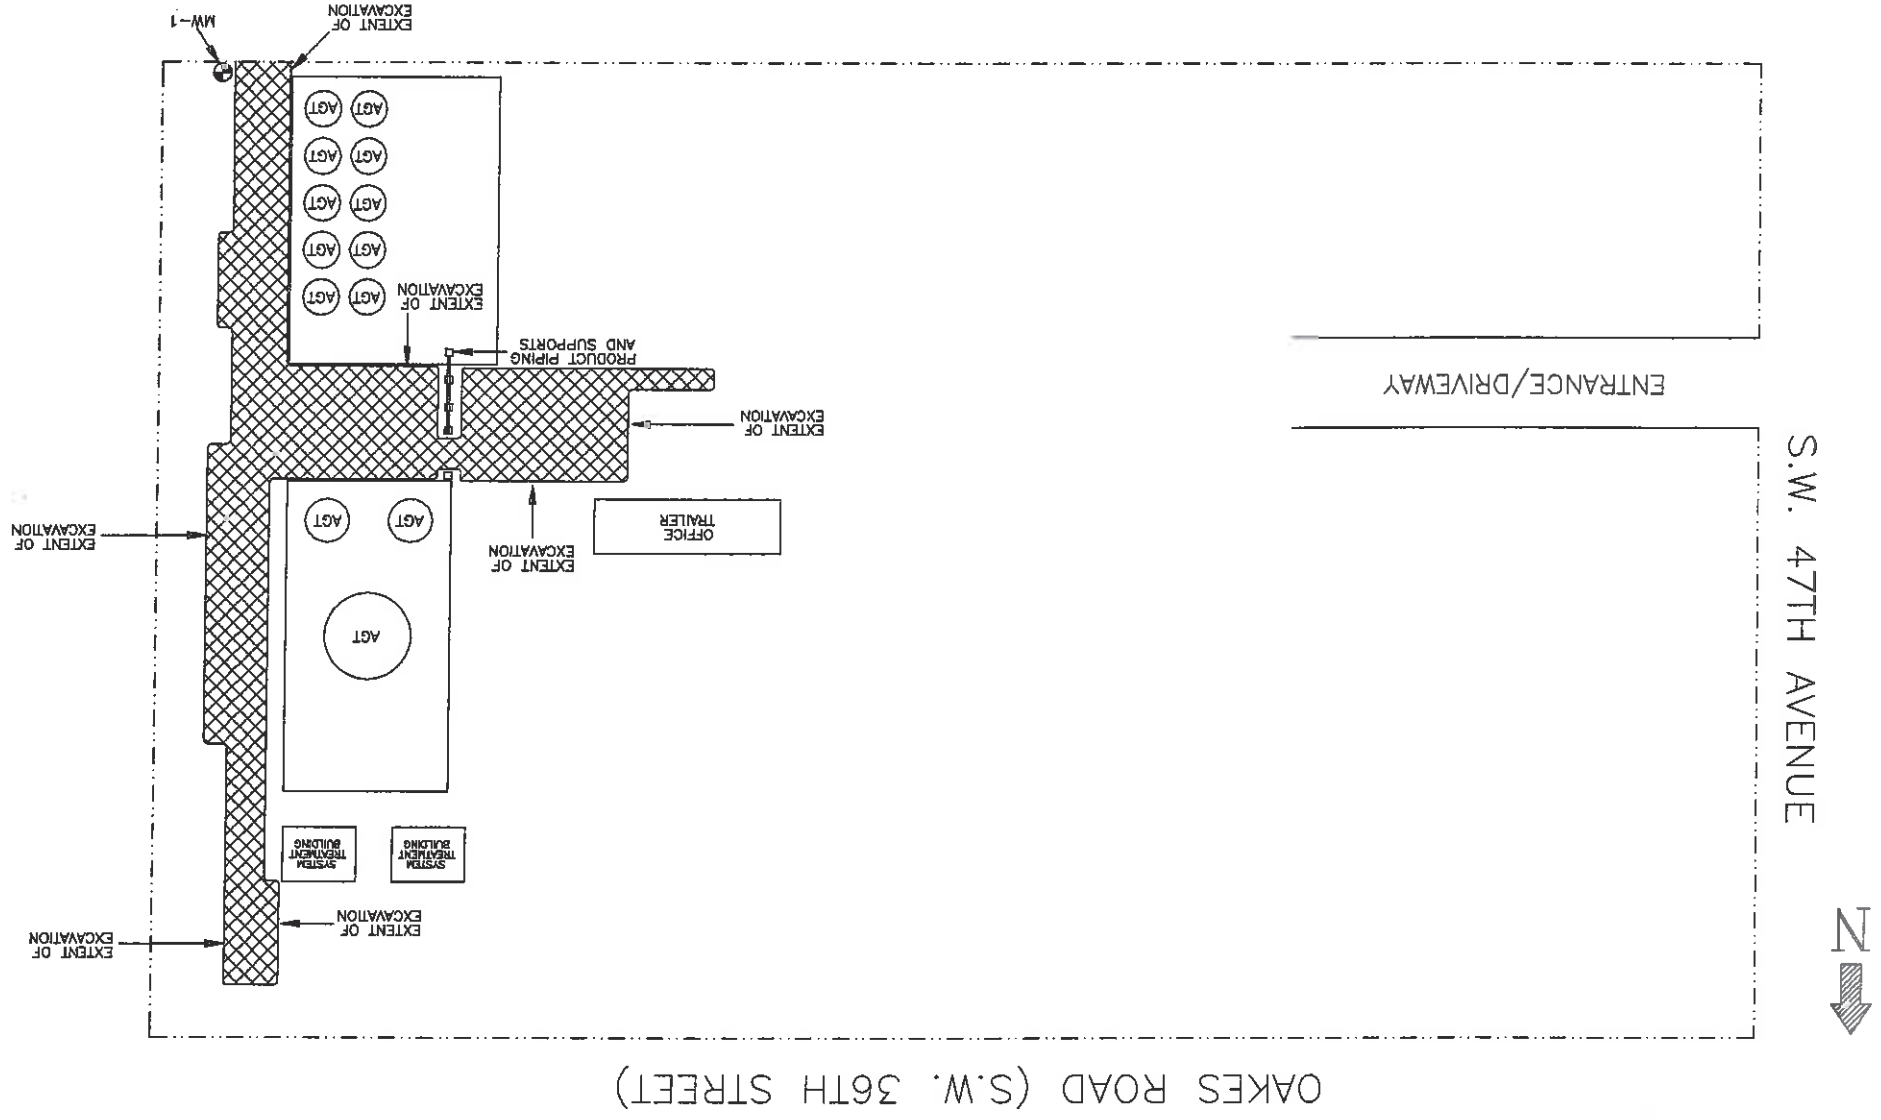 OAKES ROAD (S.W. 36TH STREET)
N
S.W. 47TH AVENUE
EXTENT OF
EXCAVATION
EXTENT OF
EXCAVATION
SYSTEM
TREATMENT
BUILDING
SYSTEM
TREATMENT
BUILDING
AGT
EXTENT OF
EXCAVATION
EXTENT OF
EXCAVATION
OFFICE
TRAILER
AGT
AGT
EXTENT OF
EXCAVATION
ENTRANCE/DRIVEWAY
PRODUCT PIPING
AND SUPPORTS
EXTENT OF
EXCAVATION
AGT
AGT
AGT
AGT
AGT
AGT
AGT
AGT
AGT
AGT
EXTENT OF
EXCAVATION
MW-1